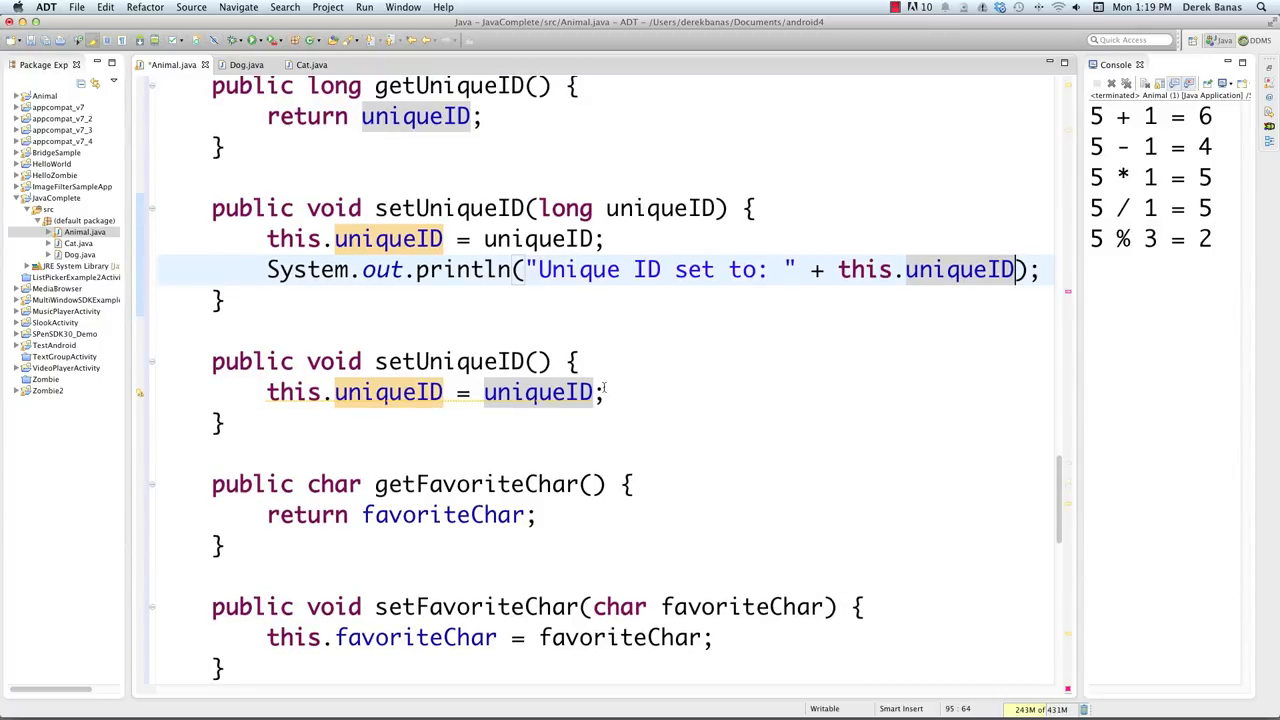 ADT File Edit Refactor Source Navigate Search Project Run Window Help
10 Mon 1:19 PM Derek Banas
Java - JavaComplete/src/Animal.java - ADT - /Users/derekbanas/Documents/android4
Quick Access Java DDMS
Package Exp
*Animal.java Dog.java Cat.java
Console
<terminated> Animal (1) [Java Application]
Animal
appcompat_v7
appcompat_v7_2
appcompat_v7_3
appcompat_v7_4
BridgeSample
HelloWorld
HelloZombie
ImageFilterSampleApp
JavaComplete
src
(default package)
Animal.java
Cat.java
Dog.java
JRE System Library [
ListPickerExample2Activi
MediaBrowser
MultiWindowSDKExample
MusicPlayerActivity
SlookActivity
SPenSDK30_Demo
TestAndroid
TextGroupActivity
VideoPlayerActivity
Zombie
Zombie2
public long getUniqueID() {
return uniqueID;
}
public void setUniqueID(long uniqueID) {
this.uniqueID = uniqueID;
System.out.println("Unique ID set to: " + this.uniqueID);
}
public void setUniqueID() {
this.uniqueID = uniqueID;
}
public char getFavoriteChar() {
return favoriteChar;
}
public void setFavoriteChar(char favoriteChar) {
this.favoriteChar = favoriteChar;
}
5 + 1 = 6
5 - 1 = 4
5 * 1 = 5
5 / 1 = 5
5 % 3 = 2
Writable Smart Insert 95 : 64 243M of 431M